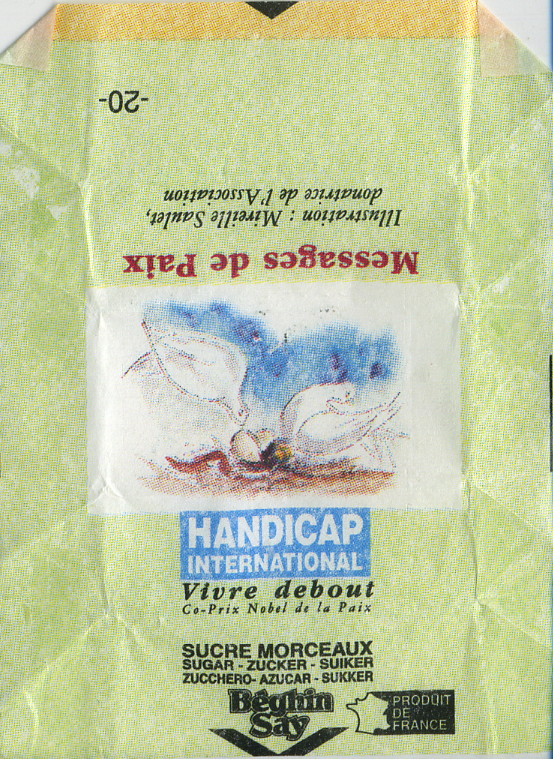 -20-
Illustration : Mireille Saulet,
donatrice de l'Association
Messages de Paix
HANDICAP
INTERNATIONAL
Vivre debout
Co-Prix Nobel de la Paix
SUCRE MORCEAUX
SUGAR - ZUCKER - SUIKER
ZUCCHERO- AZUCAR - SUKKER
Béghin
Say
PRODUIT
DE
FRANCE